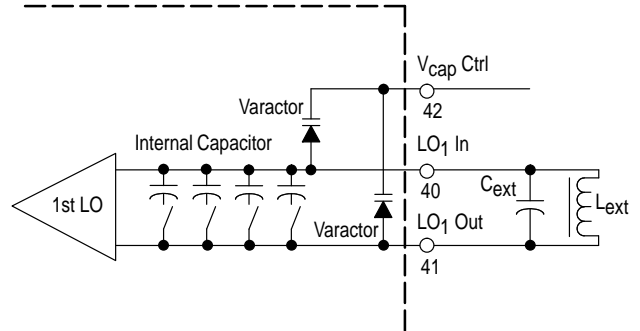 Vcap Ctrl
42
Varactor
Internal Capacitor
LO1 In
40
1st LO
Cext
Lext
Varactor
LO1 Out
41